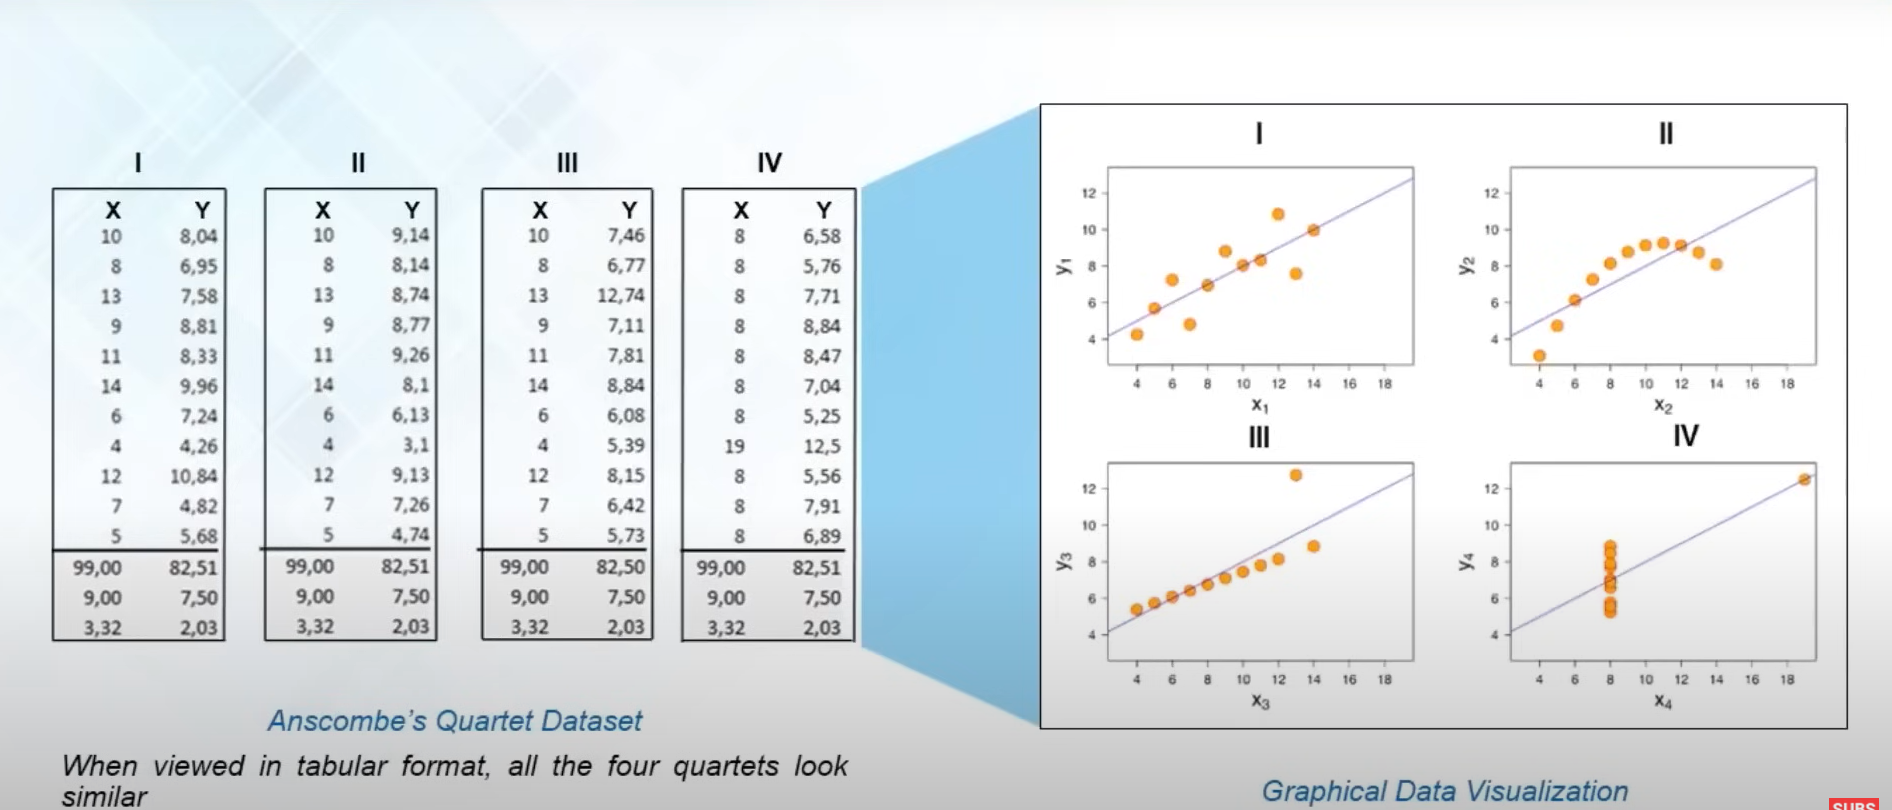 I II III IV
X Y X Y X Y X Y
10 8,04 10 9,14 10 7,46 8 6,58
8 6,95 8 8,14 8 6,77 8 5,76
13 7,58 13 8,74 13 12,74 8 7,71
9 8,81 9 8,77 9 7,11 8 8,84
11 8,33 11 9,26 11 7,81 8 8,47
14 9,96 14 8,1 14 8,84 8 7,04
6 7,24 6 6,13 6 6,08 8 5,25
4 4,26 4 3,1 4 5,39 19 12,5
12 10,84 12 9,13 12 8,15 8 5,56
7 4,82 7 7,26 7 6,42 8 7,91
5 5,68 5 4,74 5 5,73 8 6,89
99,00 82,51 99,00 82,51 99,00 82,50 99,00 82,51
9,00 7,50 9,00 7,50 9,00 7,50 9,00 7,50
3,32 2,03 3,32 2,03 3,32 2,03 3,32 2,03
Anscombe's Quartet Dataset
When viewed in tabular format, all the four quartets look
similar
I
12
10
8
6
4
y₁
4 6 8 10 12 14 16 18
x₁
II
12
10
8
6
4
y₂
4 6 8 10 12 14 16 18
x₂
III
12
10
8
6
4
y₃
4 6 8 10 12 14 16 18
x₃
IV
12
10
8
6
4
y₄
4 6 8 10 12 14 16 18
x₄
Graphical Data Visualization
SUBS